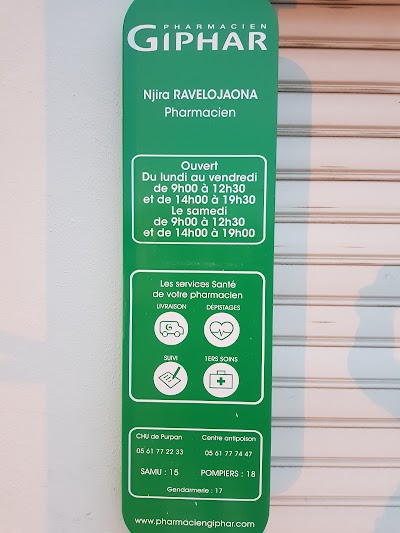 PHARMACIEN
GIPHAR
Njira RAVELOJAONA
Pharmacien
Ouvert
Du lundi au vendredi
de 9h00 à 12h30
et de 14h00 à 19h30
Le samedi
de 9h00 à 12h30
et de 14h00 à 19h00
Les services Santé
de votre pharmacien
LIVRAISON DÉPISTAGES
G
SUIVI 1ERS SOINS
CHU de Purpan Centre antipoison
05 61 77 22 33 05 61 77 74 47
SAMU : 15 POMPIERS : 18
Gendarmerie : 17
www.pharmaciengiphar.com